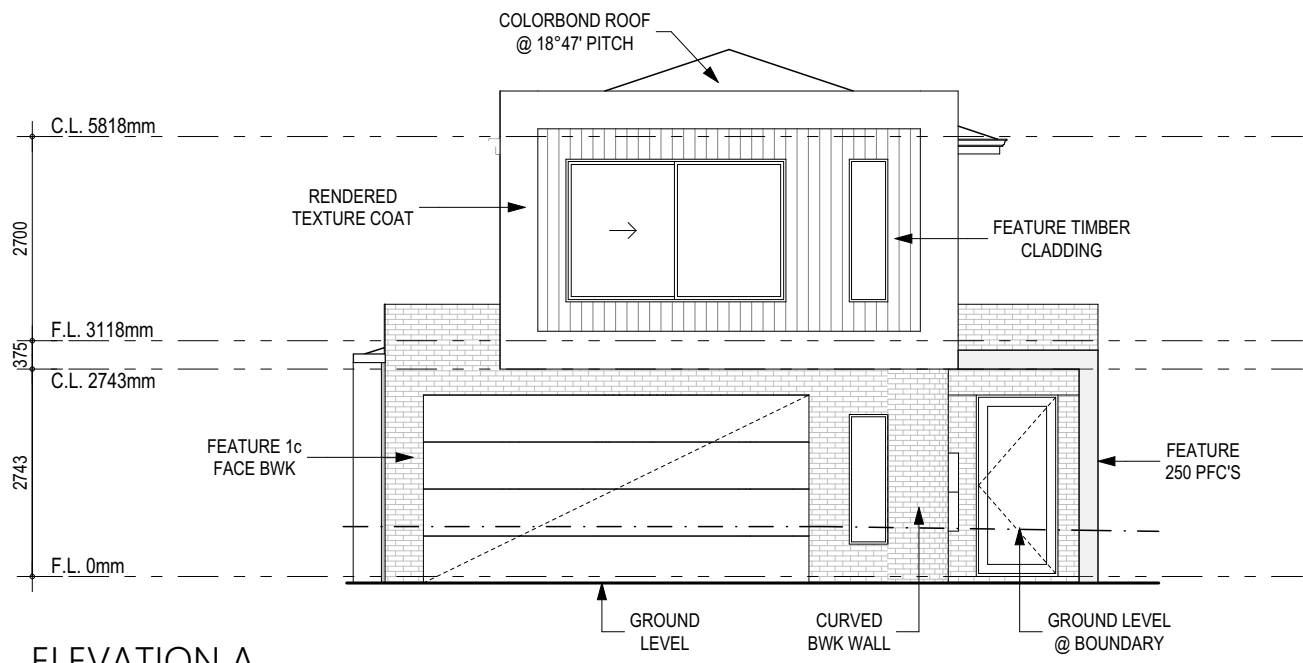 COLORBOND ROOF
@ 18°47' PITCH
C.L. 5818mm
RENDERED
TEXTURE COAT
2700
FEATURE TIMBER
CLADDING
F.L. 3118mm
375
C.L. 2743mm
FEATURE 1c
FACE BWK
2743
FEATURE
250 PFC'S
F.L. 0mm
GROUND
LEVEL
CURVED
BWK WALL
GROUND LEVEL
@ BOUNDARY
ELEVATION A